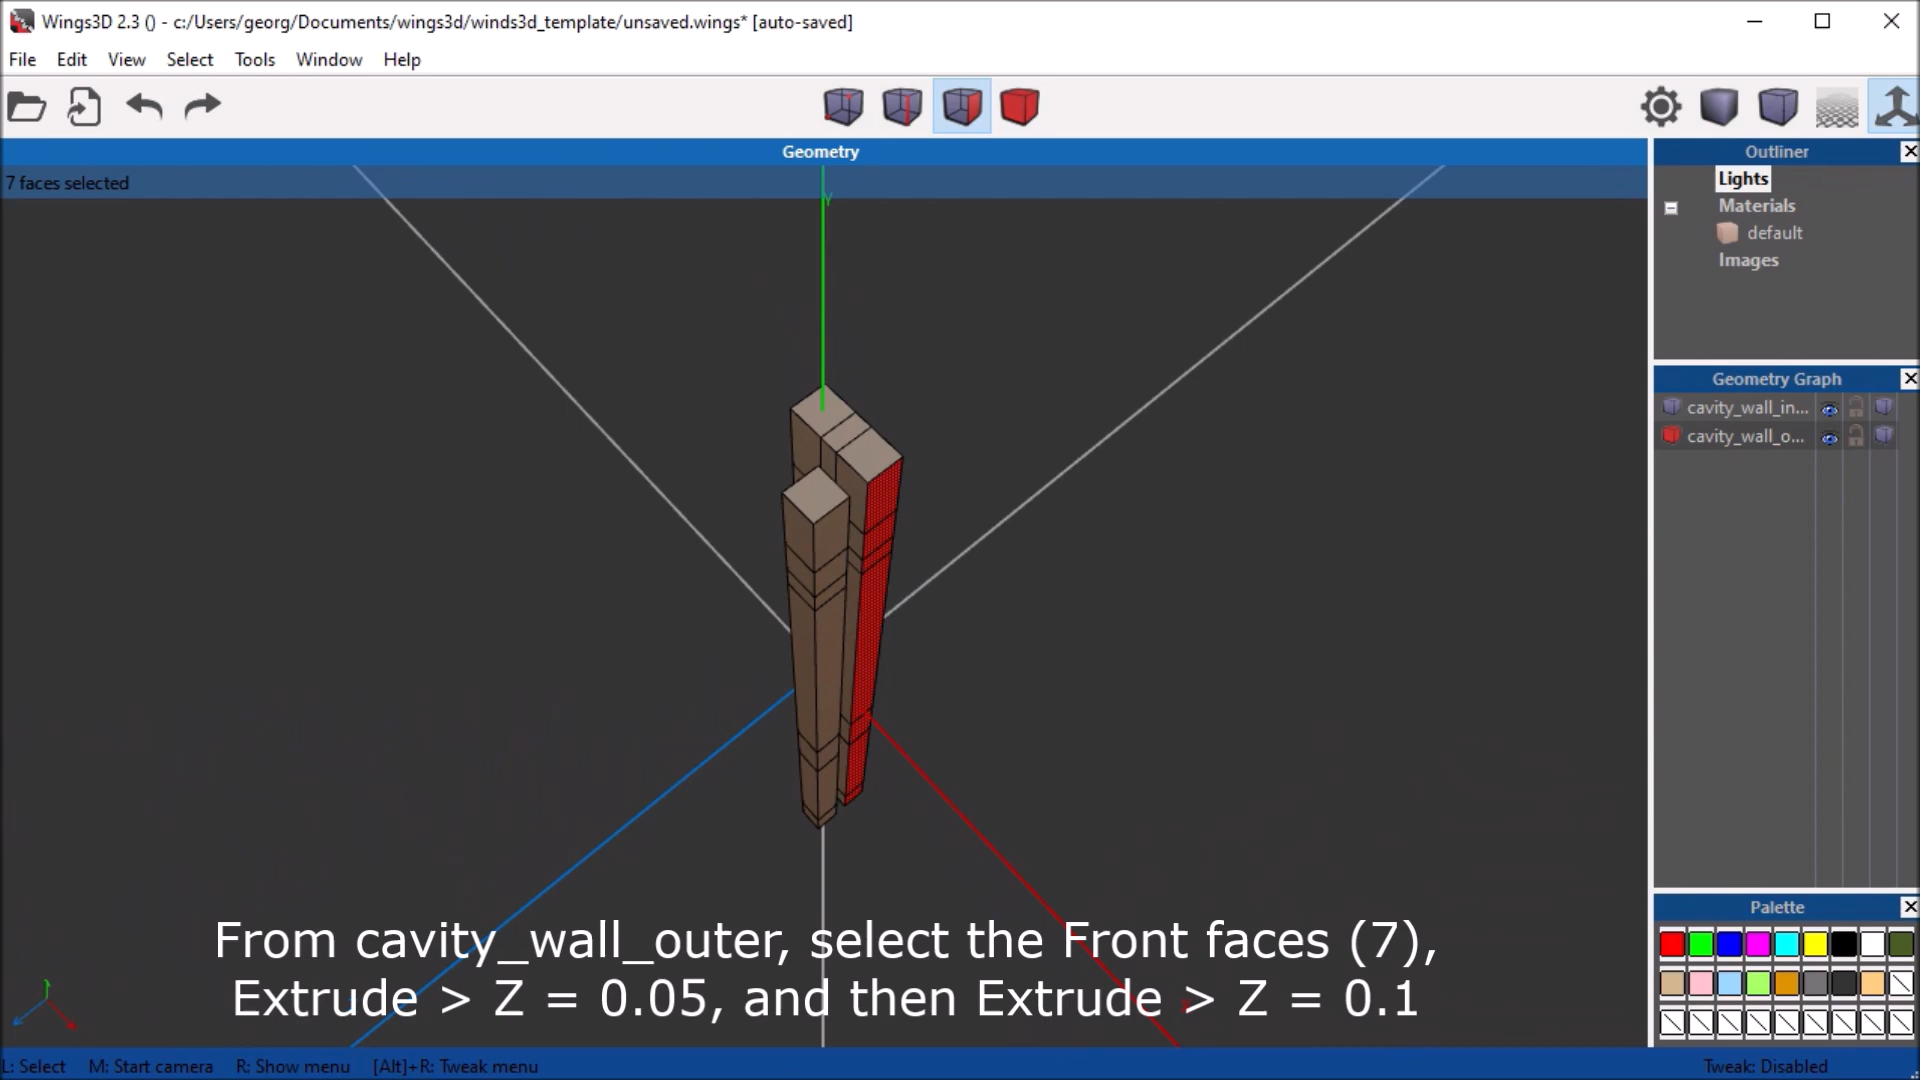 Wings3D 2.3 () - c:/Users/georg/Documents/wings3d/winds3d_template/unsaved.wings* [auto-saved]
File Edit View Select Tools Window Help
Geometry
7 faces selected
Y
Outliner
Lights
Materials
default
Images
Geometry Graph
cavity_wall_in...
cavity_wall_o...
Palette
From cavity_wall_outer, select the Front faces (7),
Extrude > Z = 0.05, and then Extrude > Z = 0.1
L: Select M: Start camera R: Show menu [Alt]+R: Tweak menu
Tweak: Disabled